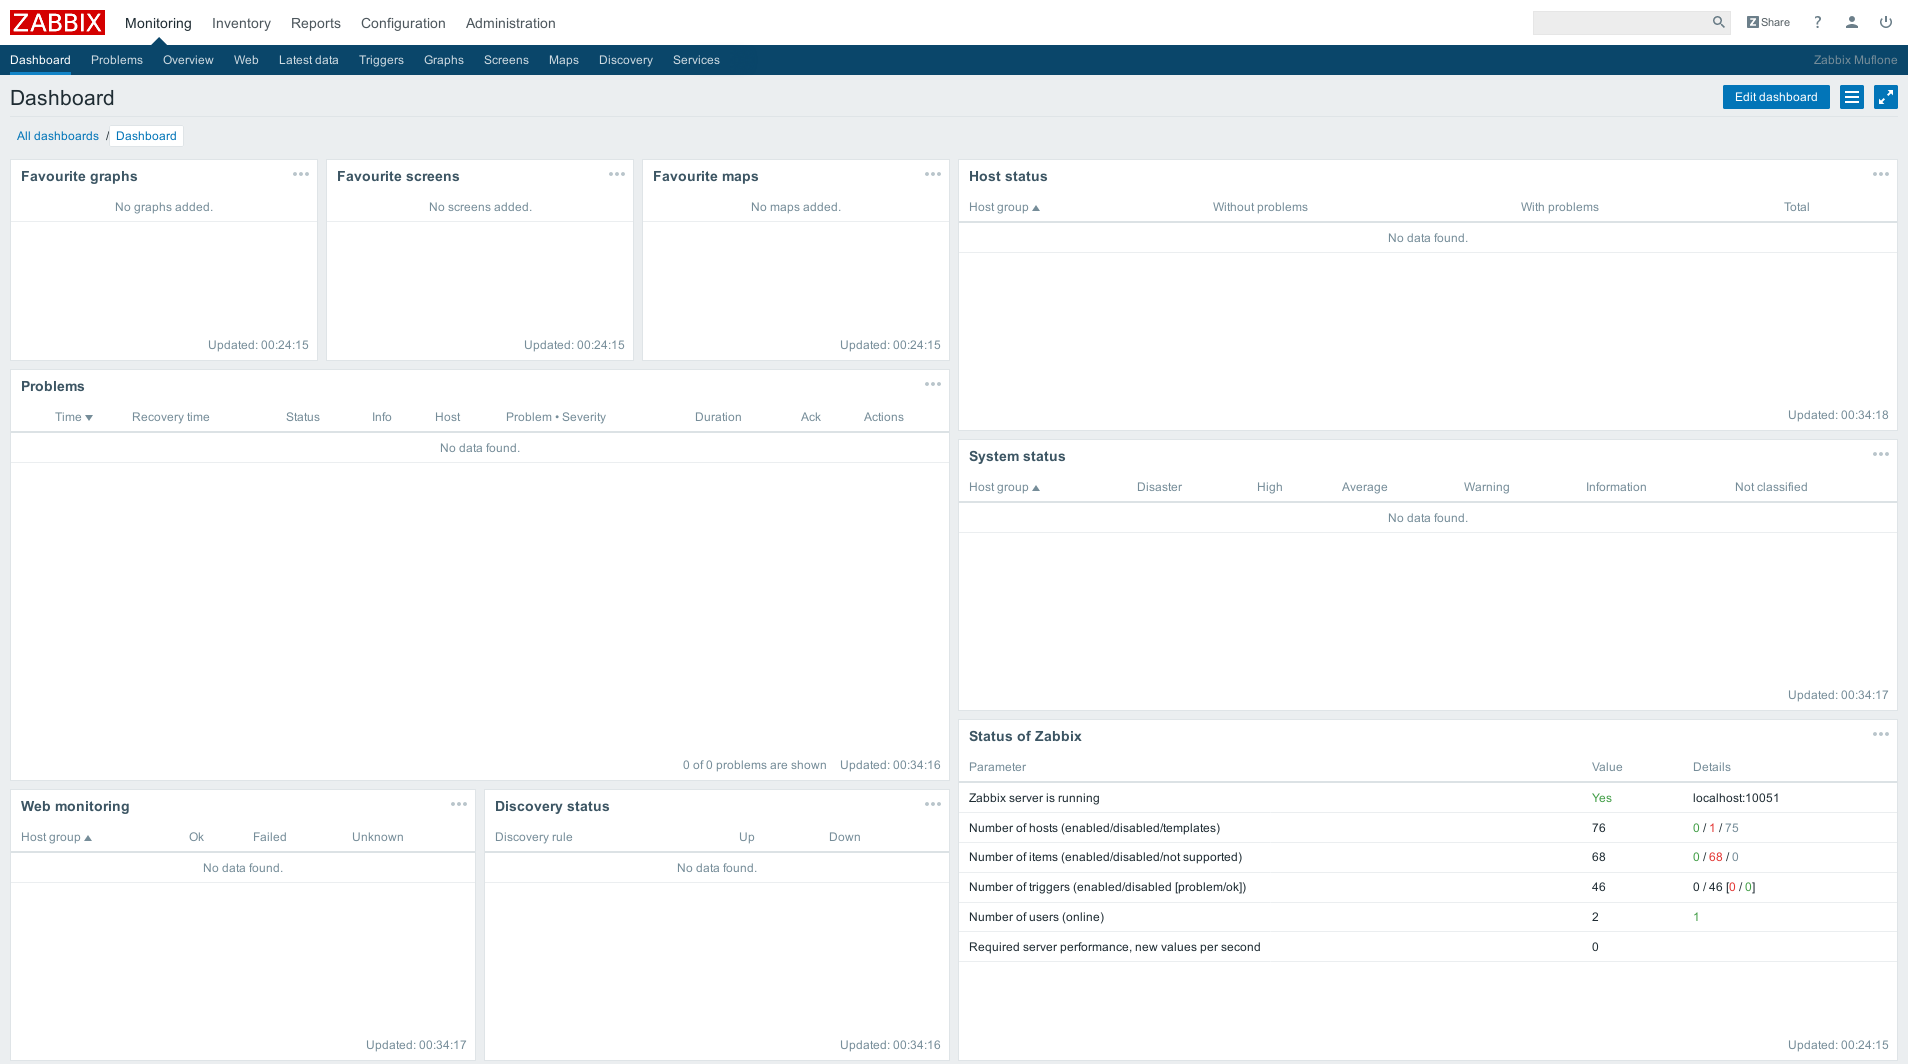 ZABBIX Monitoring Inventory Reports Configuration Administration Z Share ?
Dashboard Problems Overview Web Latest data Triggers Graphs Screens Maps Discovery Services Zabbix Muflone
Dashboard Edit dashboard
All dashboards / Dashboard
Favourite graphs
No graphs added.
Updated: 00:24:15
Favourite screens
No screens added.
Updated: 00:24:15
Favourite maps
No maps added.
Updated: 00:24:15
Host status
Host group Without problems With problems Total
No data found.
Updated: 00:34:18
Problems
Time Recovery time Status Info Host Problem • Severity Duration Ack Actions
No data found.
0 of 0 problems are shown Updated: 00:34:16
System status
Host group Disaster High Average Warning Information Not classified
No data found.
Updated: 00:34:17
Web monitoring
Host group Ok Failed Unknown
No data found.
Updated: 00:34:17
Discovery status
Discovery rule Up Down
No data found.
Updated: 00:34:16
Status of Zabbix
Parameter Value Details
Zabbix server is running Yes localhost:10051
Number of hosts (enabled/disabled/templates) 76 0 / 1 / 75
Number of items (enabled/disabled/not supported) 68 0 / 68 / 0
Number of triggers (enabled/disabled [problem/ok]) 46 0 / 46 [0 / 0]
Number of users (online) 2 1
Required server performance, new values per second 0
Updated: 00:24:15